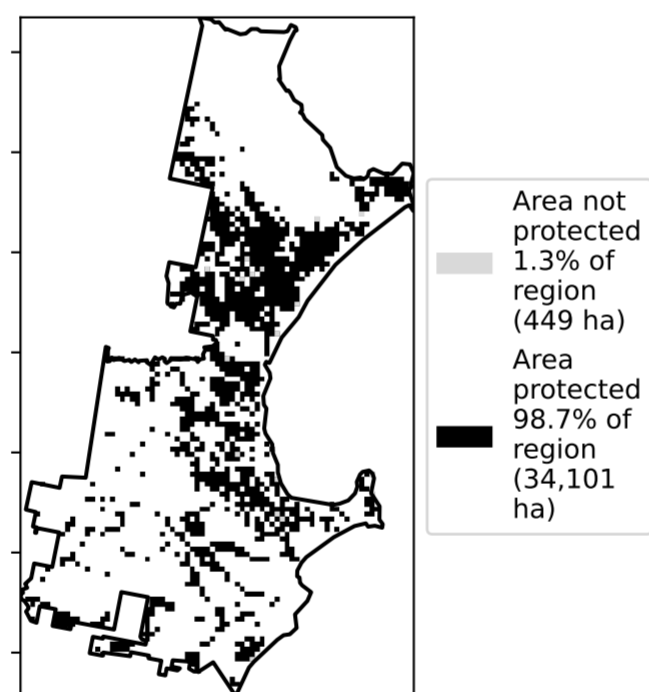 Area not
protected
1.3% of
region
(449 ha)
Area
protected
98.7% of
region
(34,101
ha)